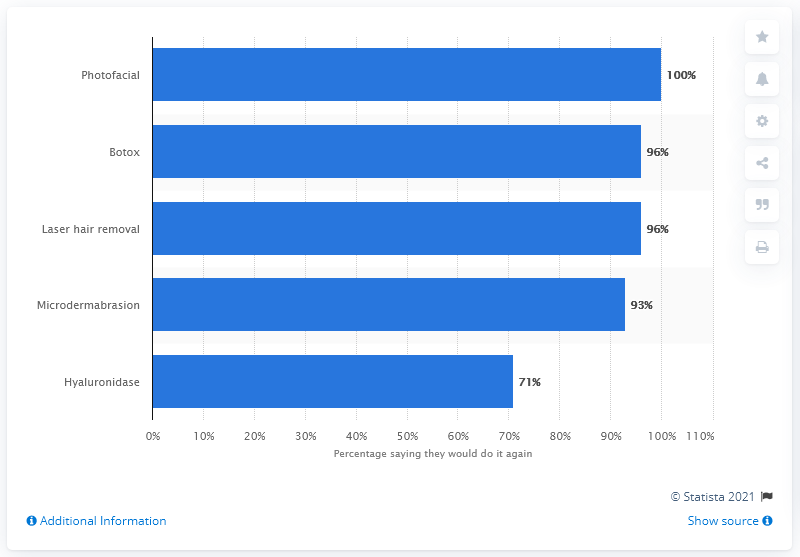 Photofacial
100%
Botox
96%
Laser hair removal
96%
Microdermabrasion
93%
Hyaluronidase
71%
0% 10% 20% 30% 40% 50% 60% 70% 80% 90% 100% 110%
Percentage saying they would do it again
© Statista 2021
Additional Information
Show source